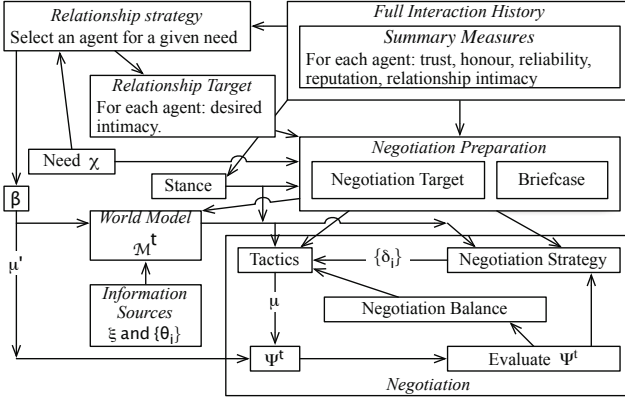 Relationship strategy
Select an agent for a given need
Full Interaction History
Summary Measures
For each agent: trust, honour, reliability,
reputation, relationship intimacy
Relationship Target
For each agent: desired
intimacy.
Need χ
Negotiation Preparation
Negotiation Target
Briefcase
Stance
β
World Model
ℳᵗ
μ'
Tactics
{δᵢ}
Negotiation Strategy
Information
Sources
ξ and {θᵢ}
μ
Negotiation Balance
Ψᵗ
Evaluate Ψᵗ
Negotiation